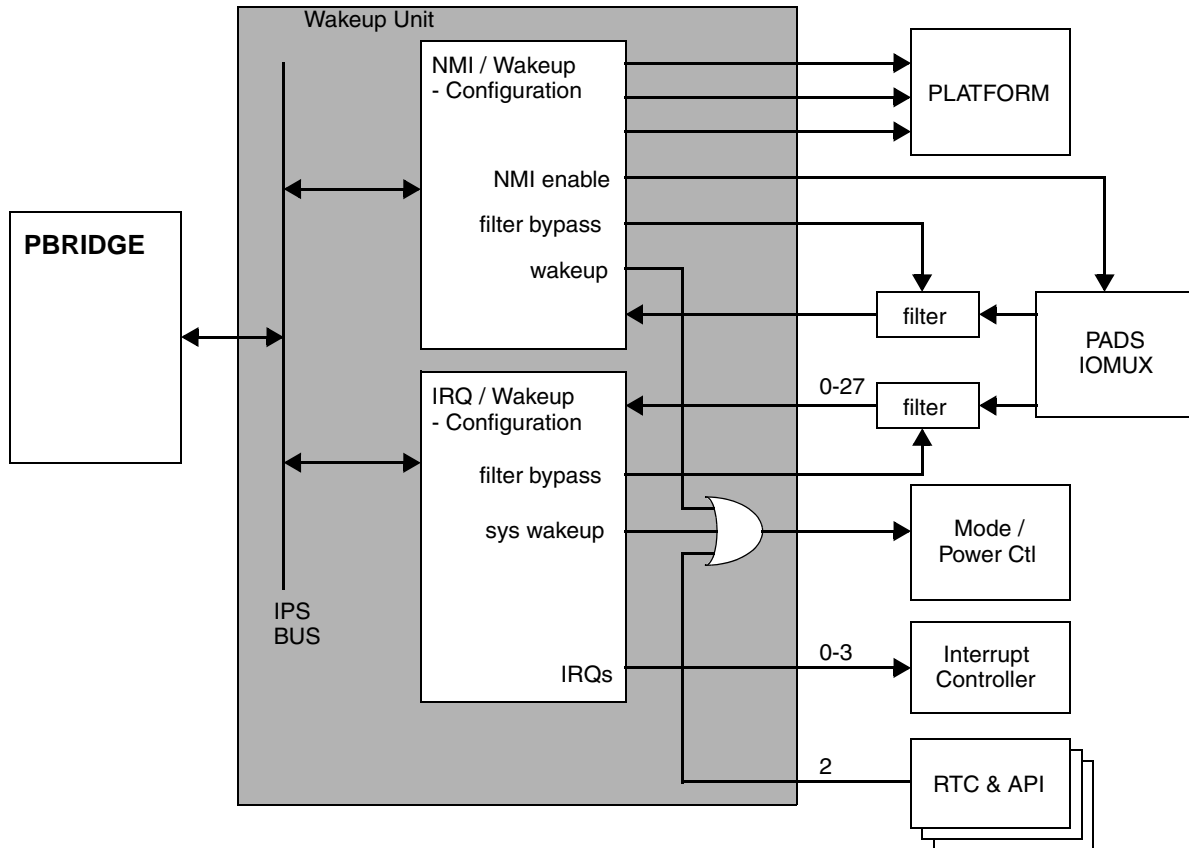 Wakeup Unit
NMI / Wakeup
- Configuration
NMI enable
filter bypass
wakeup
PLATFORM
PBRIDGE
filter
PADS
IOMUX
IRQ / Wakeup
- Configuration
filter bypass
sys wakeup
IRQs
0-27
filter
Mode /
Power Ctl
IPS
BUS
0-3
Interrupt
Controller
2
RTC & API